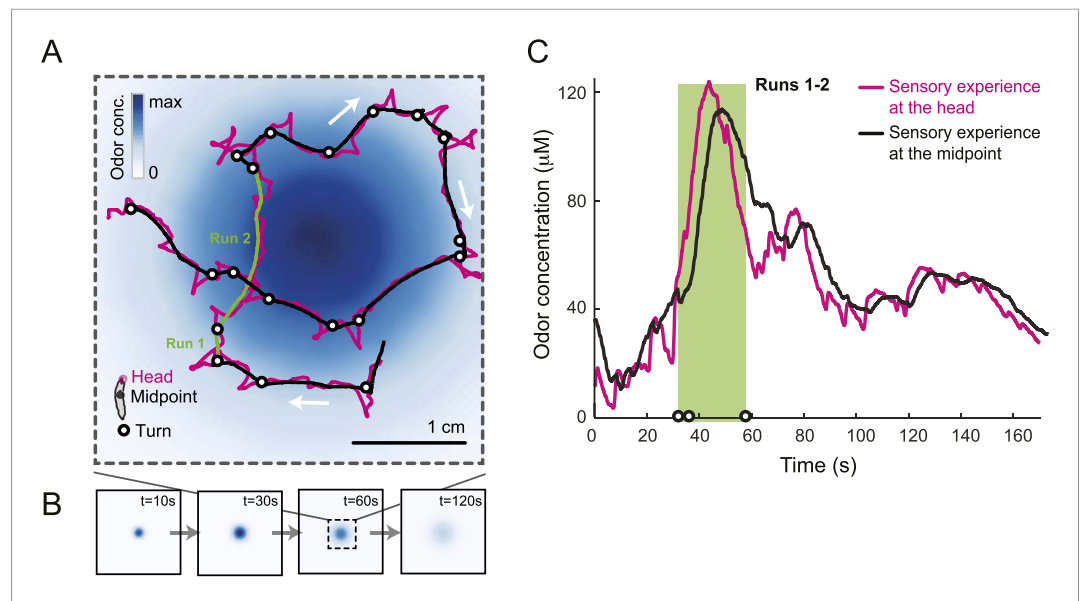 A
Odor conc.
max
0
Run 2
Run 1
Head
Midpoint
Turn
1 cm
B
t=10s
t=30s
t=60s
t=120s
C
Runs 1-2
Sensory experience
at the head
Sensory experience
at the midpoint
Odor concentration (μM)
120
80
40
0
0 20 40 60 80 100 120 140 160
Time (s)